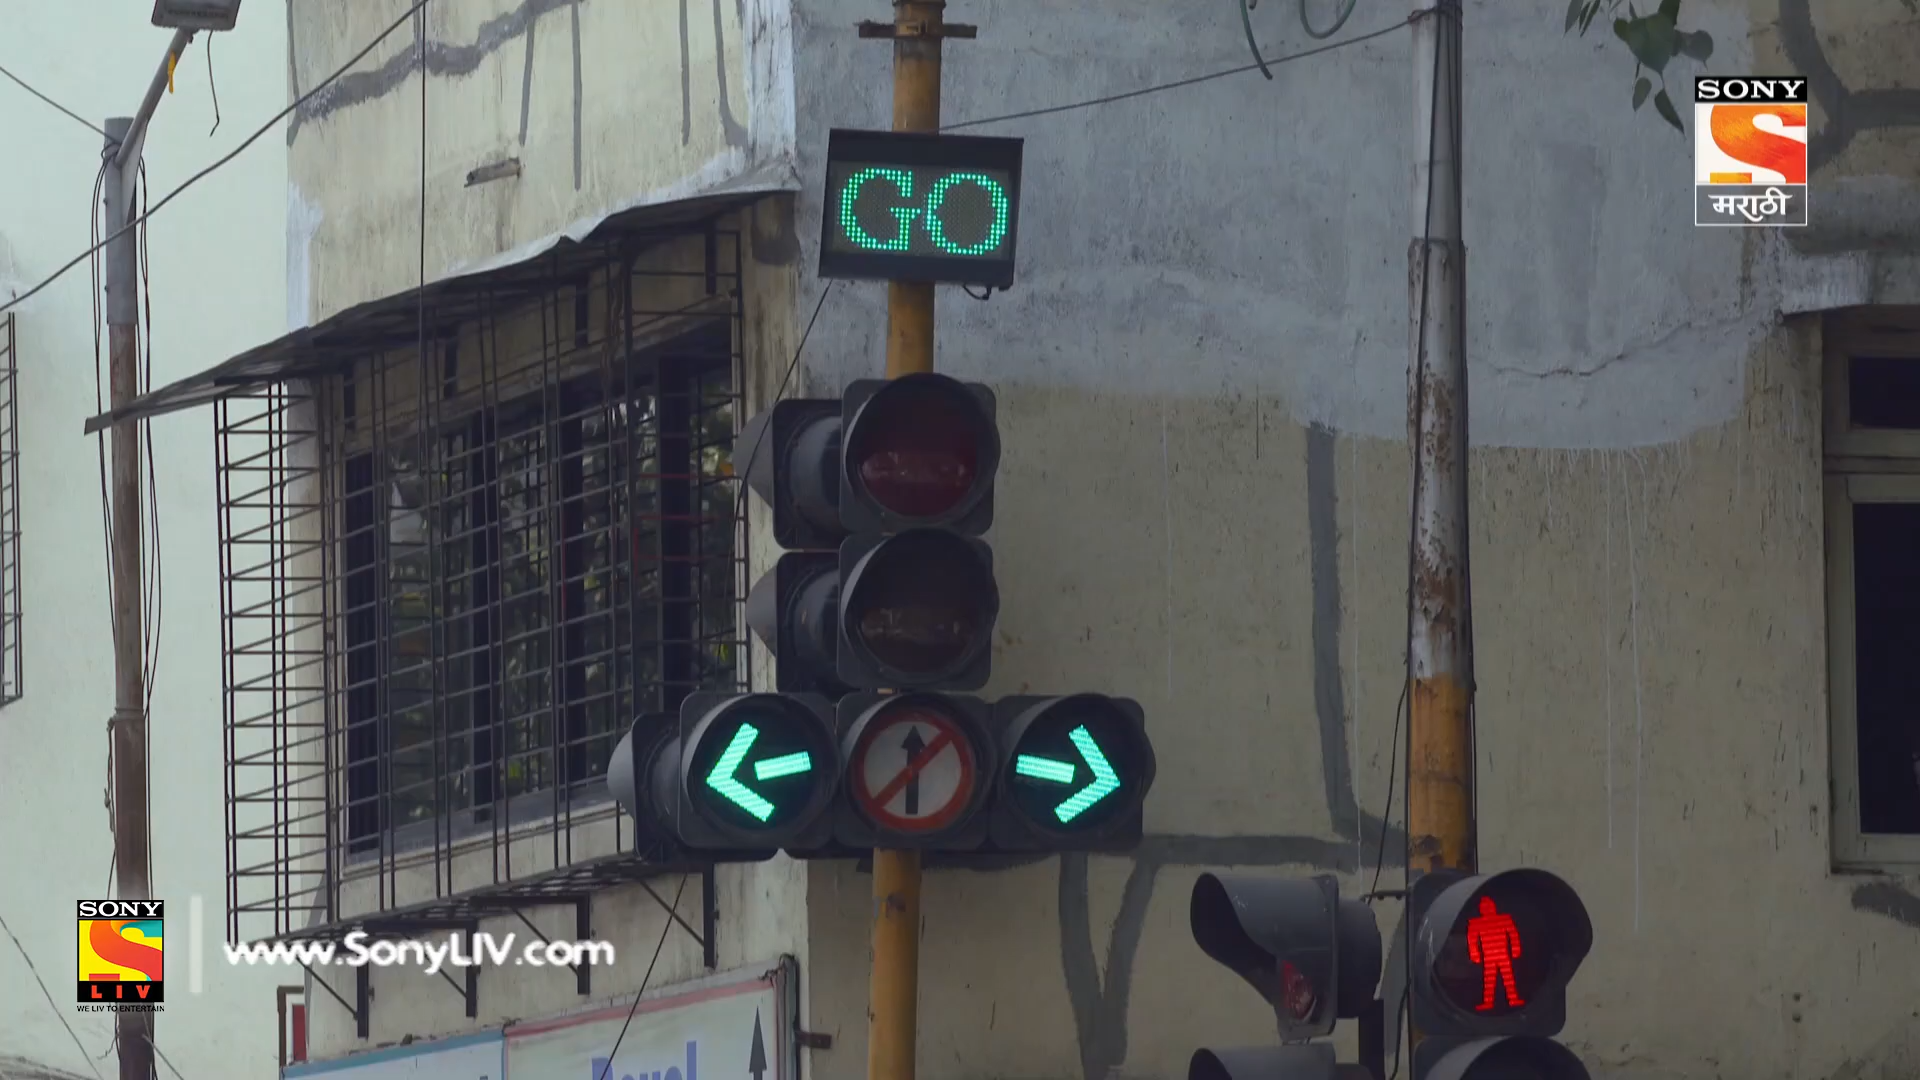 GO
SONY
मराठी
SONY
LIV
WE LIV TO ENTERTAIN
www.SonyLIV.com